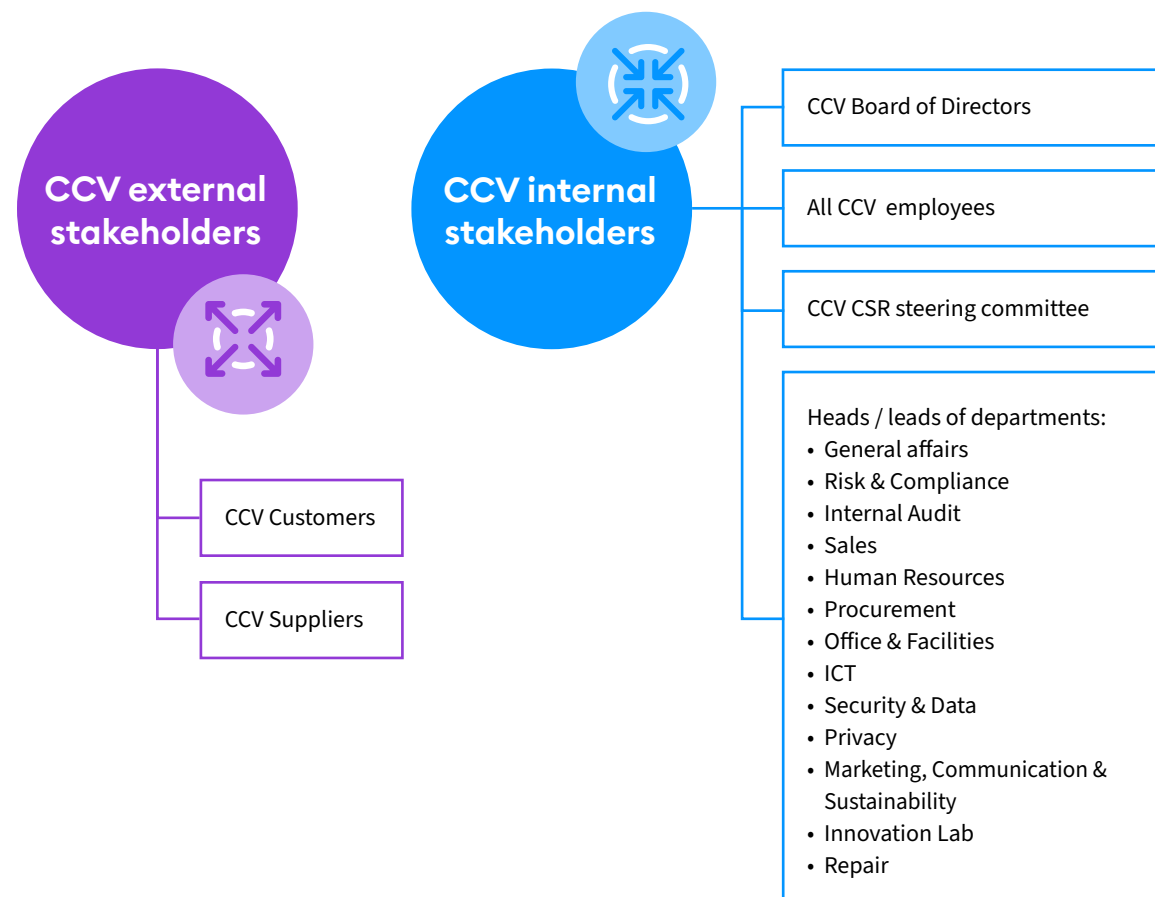 CCV external
stakeholders
CCV Customers
CCV Suppliers
CCV internal
stakeholders
CCV Board of Directors
All CCV employees
CCV CSR steering committee
Heads / leads of departments:
• General affairs
• Risk & Compliance
• Internal Audit
• Sales
• Human Resources
• Procurement
• Office & Facilities
• ICT
• Security & Data
• Privacy
• Marketing, Communication &
Sustainability
• Innovation Lab
• Repair